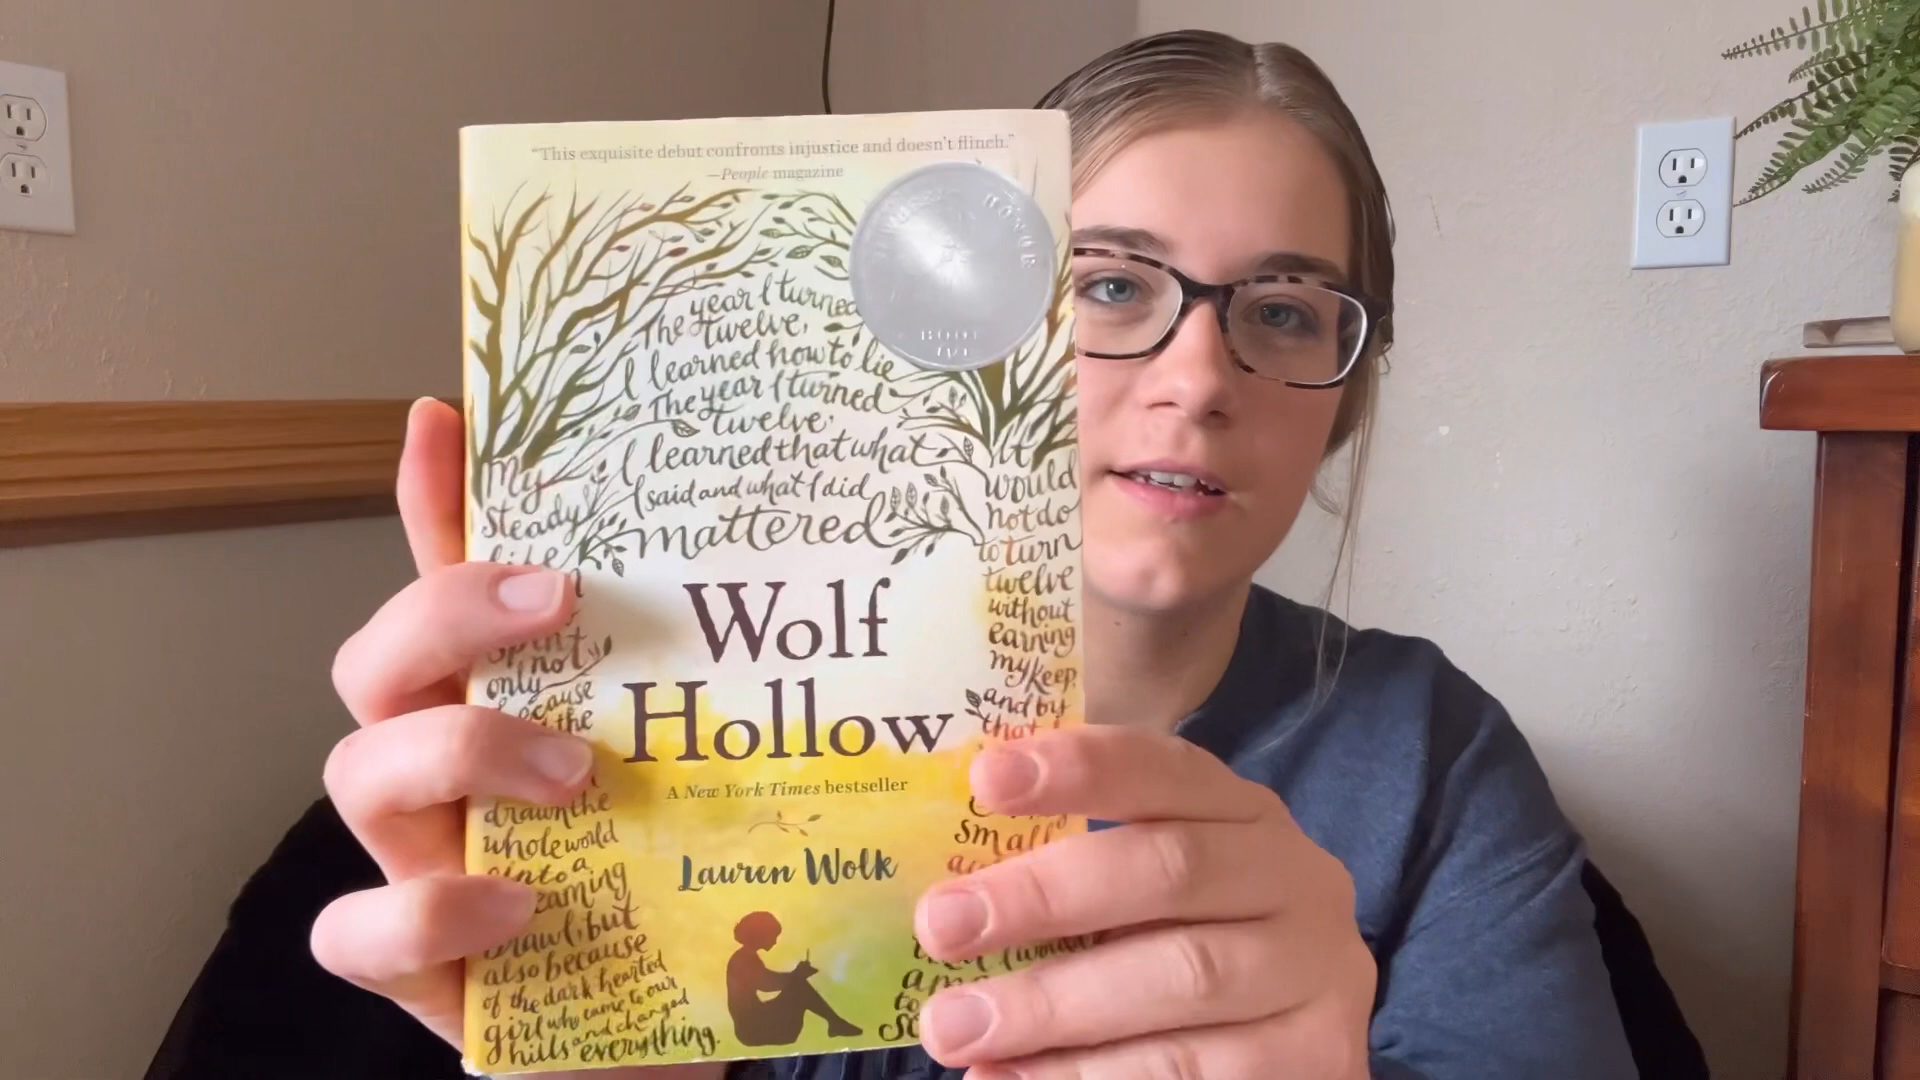 “This exquisite debut confronts injustice and doesn’t flinch.”
—People magazine
HONOR
The year I turned
twelve,
I learned how to lie
The year I turned
twelve,
I learned that what
I said and what I did
mattered
My
steady
not
only
the
drawn the
whole world
into a
but
also because
of the dark hearted
girl who came to our
hills and changed
everything.
It
would
not do
to turn
twelve
without
earning
my keep,
and by
that
small
Wolf
Hollow
A New York Times bestseller
Lauren Wolk